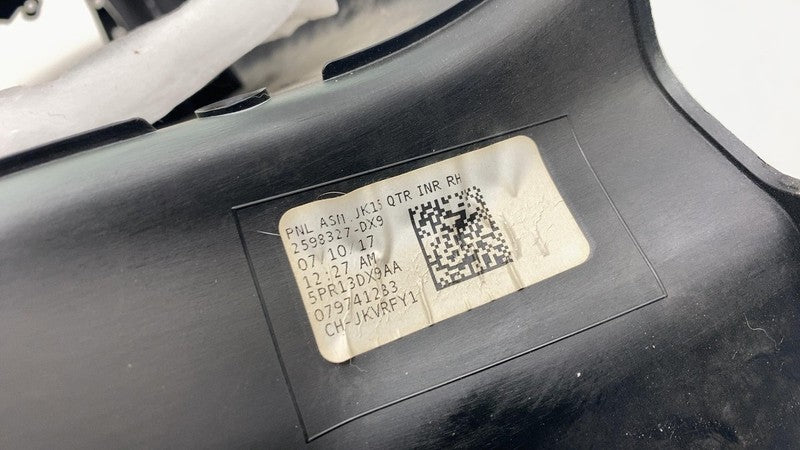 PNL ASM JK15 QTR INR RH
2598327-DX9
07/10/17
12:27 AM
5PR13DX9AA
079741283
CH-JKVRFY1